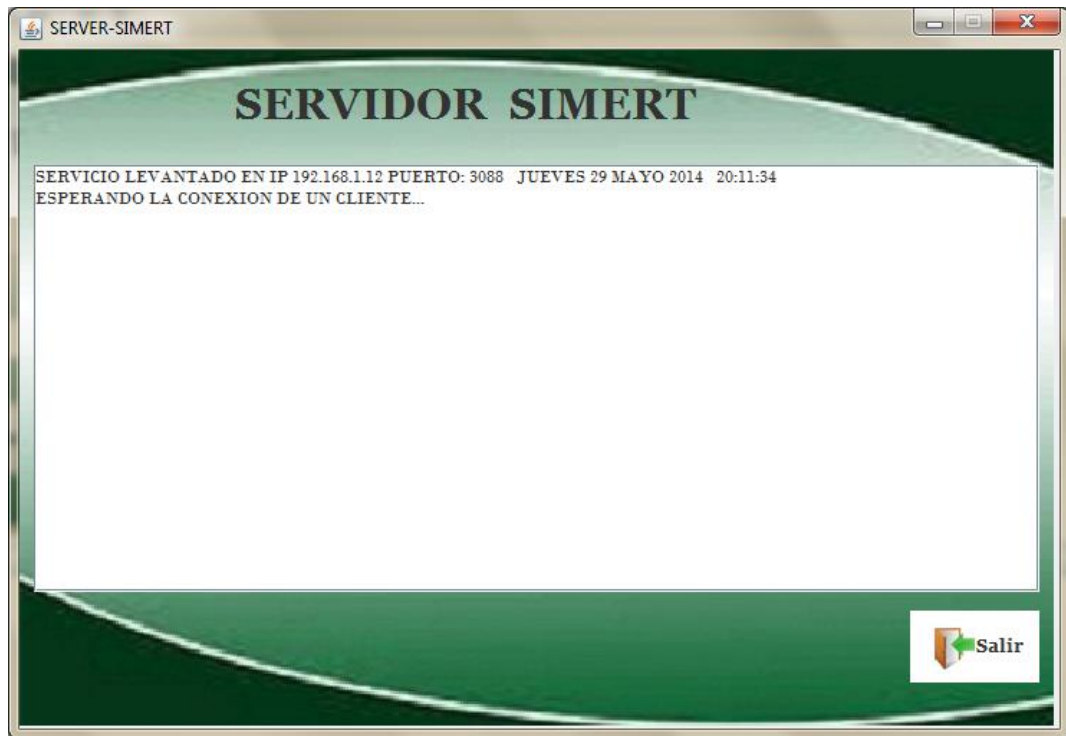 SERVER-SIMERT
SERVIDOR SIMERT
SERVICIO LEVANTADO EN IP 192.168.1.12 PUERTO: 3088 JUEVES 29 MAYO 2014 20:11:34
ESPERANDO LA CONEXION DE UN CLIENTE...
Salir